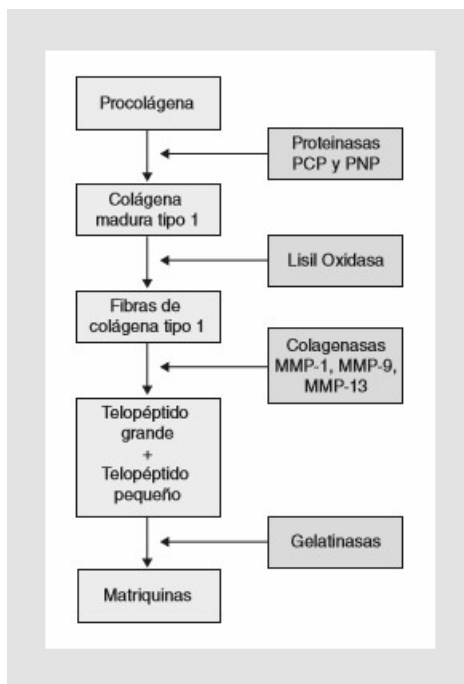 Procolágena
Proteinasas
PCP y PNP
Colágena
madura tipo 1
Lisil Oxidasa
Fibras de
colágena tipo 1
Colagenasas
MMP-1, MMP-9,
MMP-13
Telopéptido
grande
+
Telopéptido
pequeño
Gelatinasas
Matriquinas